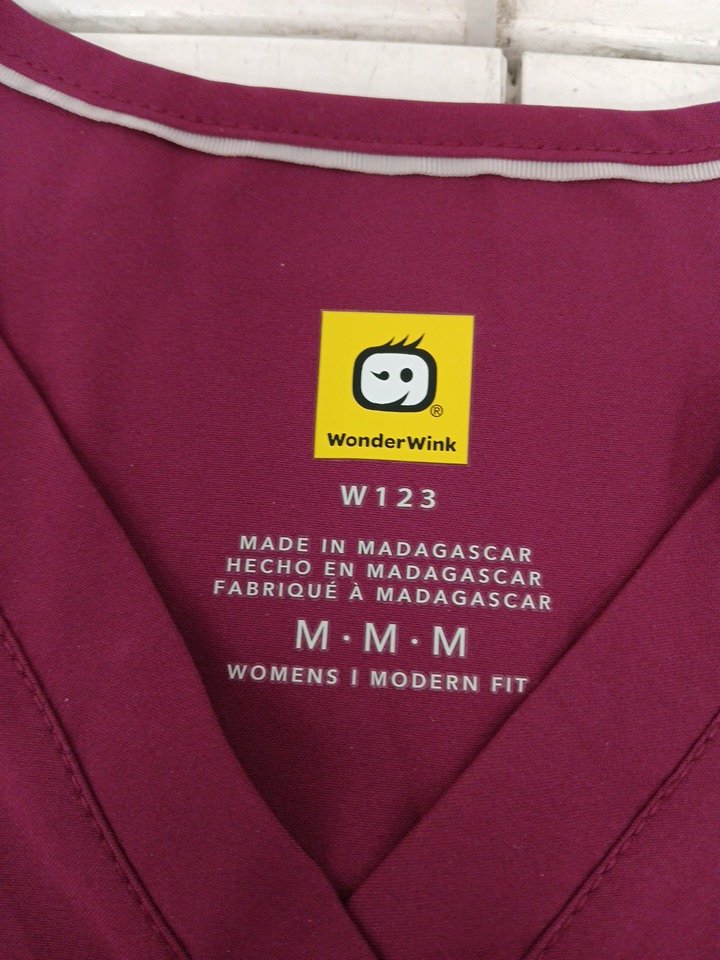 ®
WonderWink
W123
MADE IN MADAGASCAR
HECHO EN MADAGASCAR
FABRIQUÉ À MADAGASCAR
M · M · M
WOMENS | MODERN FIT